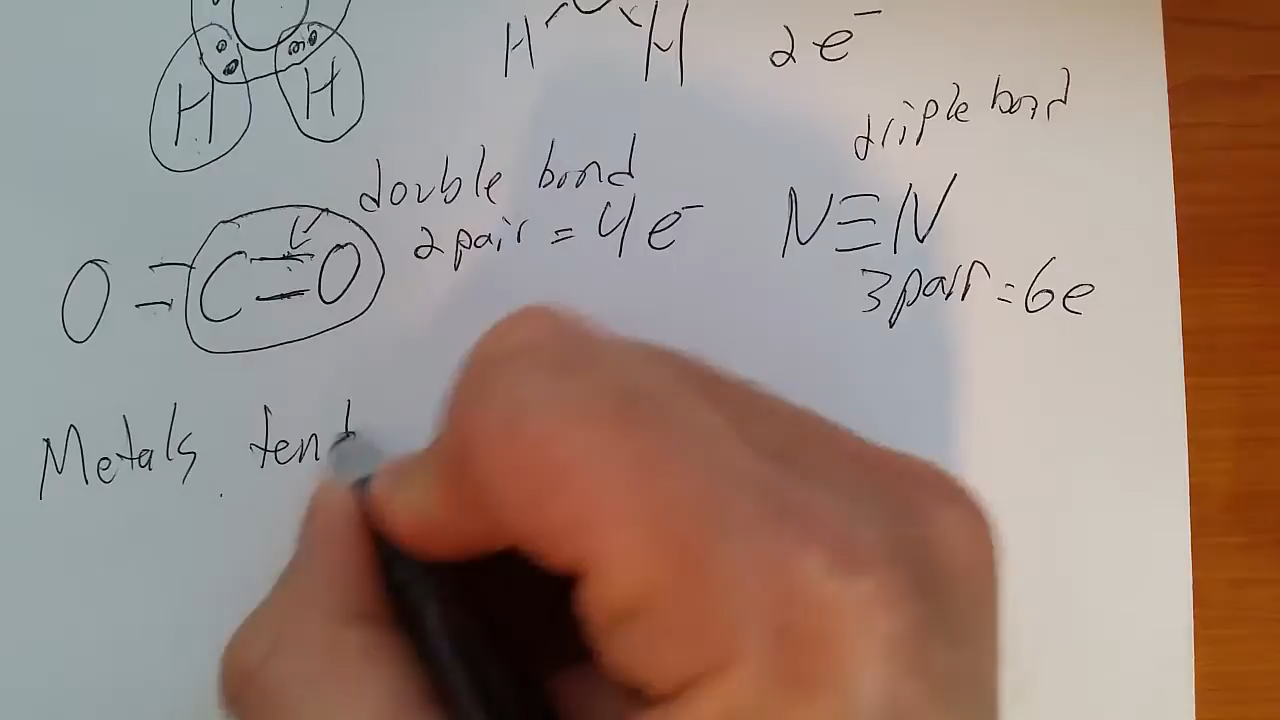 H H 2e⁻
H H
triple bond
double bond
2 pair = 4e⁻
N≡N
O=C=O
3 pair = 6e
Metals tend